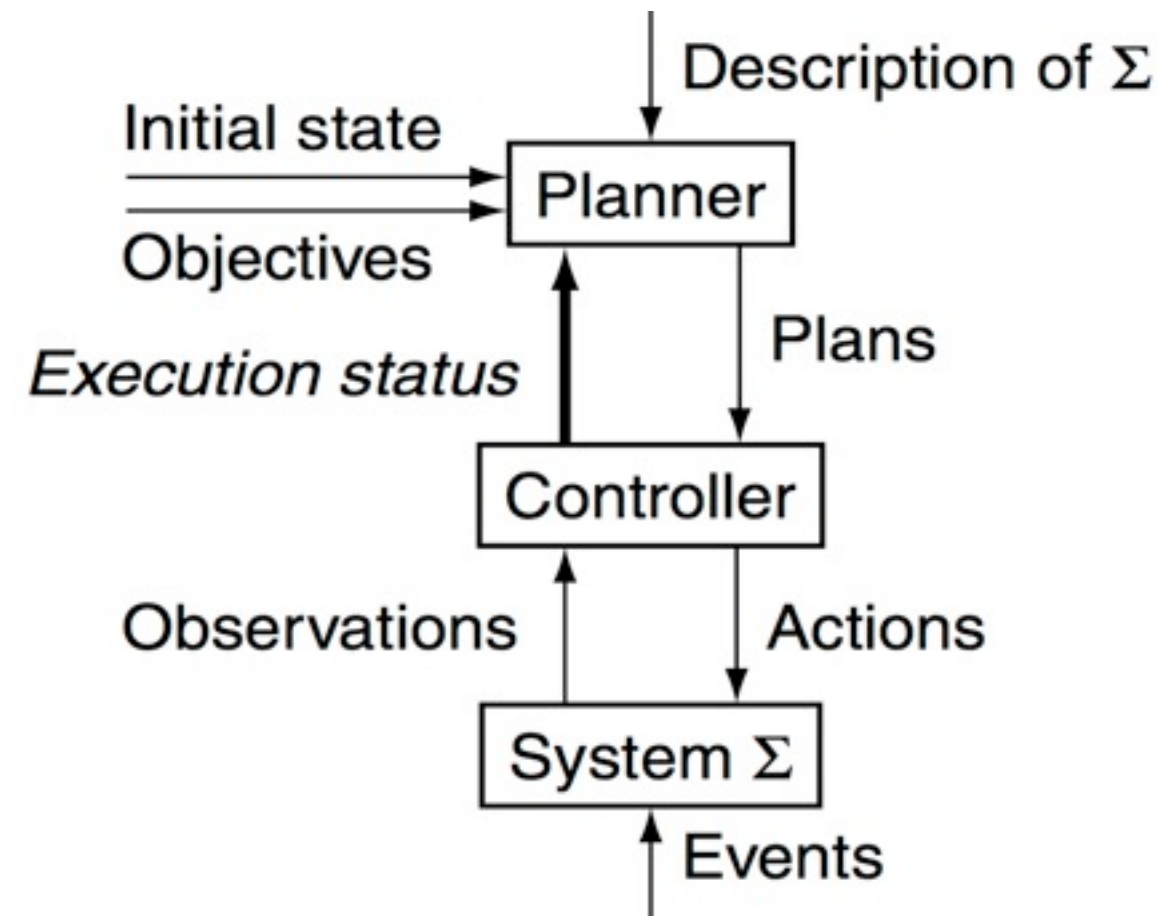 Description of Σ
Initial state
Planner
Objectives
Plans
Execution status
Controller
Observations
Actions
System Σ
Events